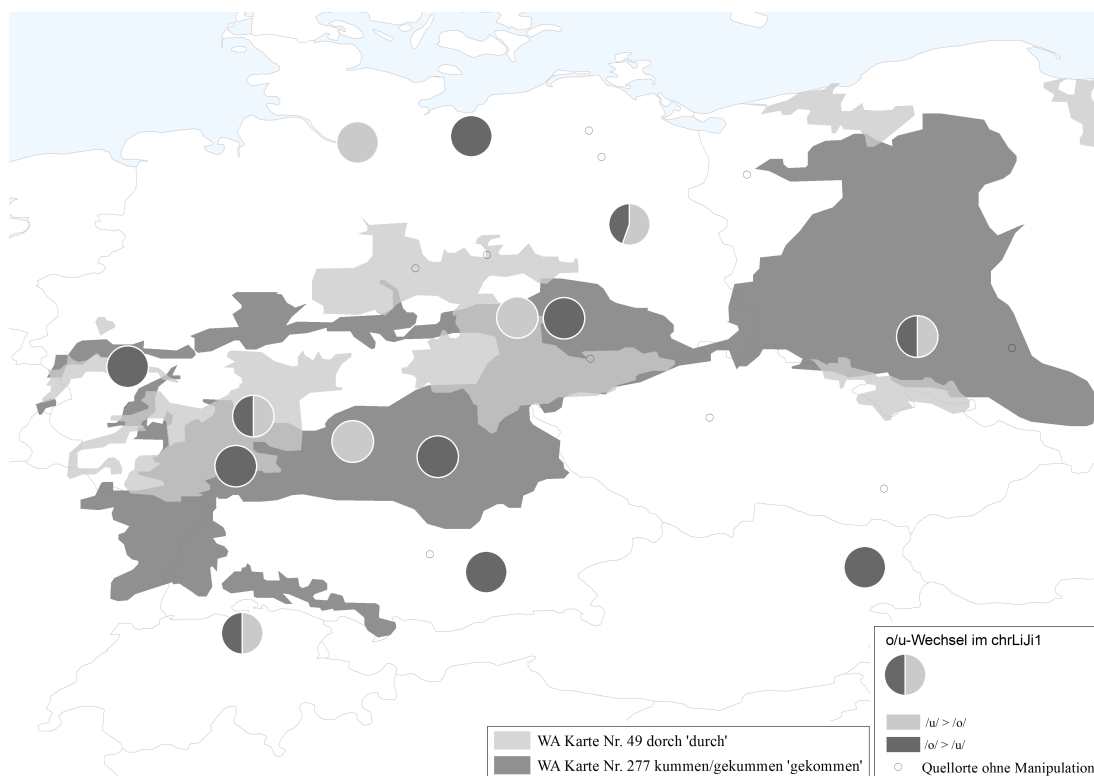 o/u-Wechsel im chrLiJi1
/u/ > /o/
/o/ > /u/
Quellorte ohne Manipulation
WA Karte Nr. 49 dorch 'durch'
WA Karte Nr. 277 kummen/gekummen 'gekommen'